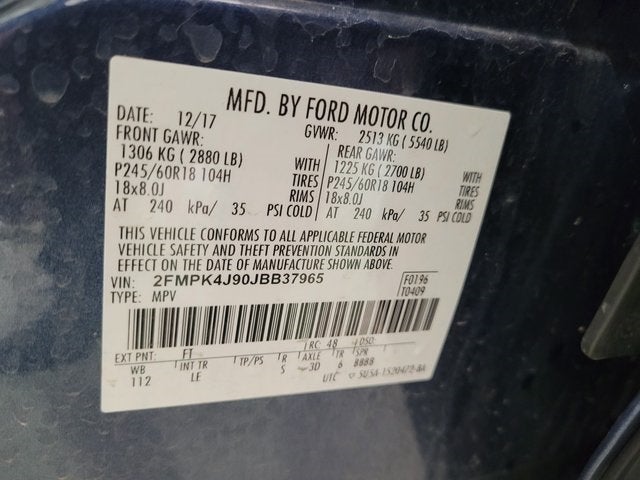 MFD. BY FORD MOTOR CO.
DATE: 12/17 GVWR: 2513 KG ( 5540 LB)
FRONT GAWR: REAR GAWR:
1306 KG ( 2880 LB) WITH 1225 KG ( 2700 LB) WITH
P245/60R18 104H TIRES P245/60R18 104H TIRES
18x8.0J RIMS 18x8.0J RIMS
AT 240 kPa/ 35 PSI COLD AT 240 kPa/ 35 PSI COLD
THIS VEHICLE CONFORMS TO ALL APPLICABLE FEDERAL MOTOR
VEHICLE SAFETY AND THEFT PREVENTION STANDARDS IN
EFFECT ON THE DATE OF MANUFACTURE SHOWN ABOVE.
VIN: 2FMPK4J90JBB37965 F0196
TYPE: MPV T0409
EXT PNT: FT RC: 48 DSO:
WB INT TR TP/PS R AXLE TR SPR
112 LE S 3D 6 8888
UTC